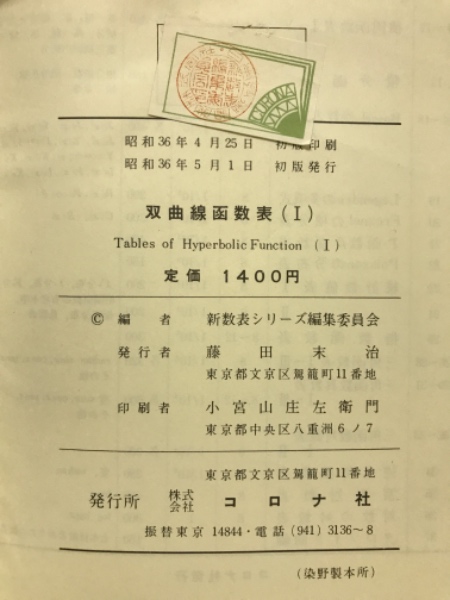 CORONA
昭和36年4月25日 初版印刷
昭和36年5月1日 初版発行
双曲線函数表(I)
Tables of Hyperbolic Function (I)
定価 1400円
© 編者 新数表シリーズ編集委員会
発行者 藤田末治
東京都文京区駕籠町11番地
印刷者 小宮山庄左衛門
東京都中央区八重洲6ノ7
東京都文京区駕籠町11番地
発行所 株式会社 コロナ社
振替東京 14844・電話 (941) 3136〜8
(染野製本所)